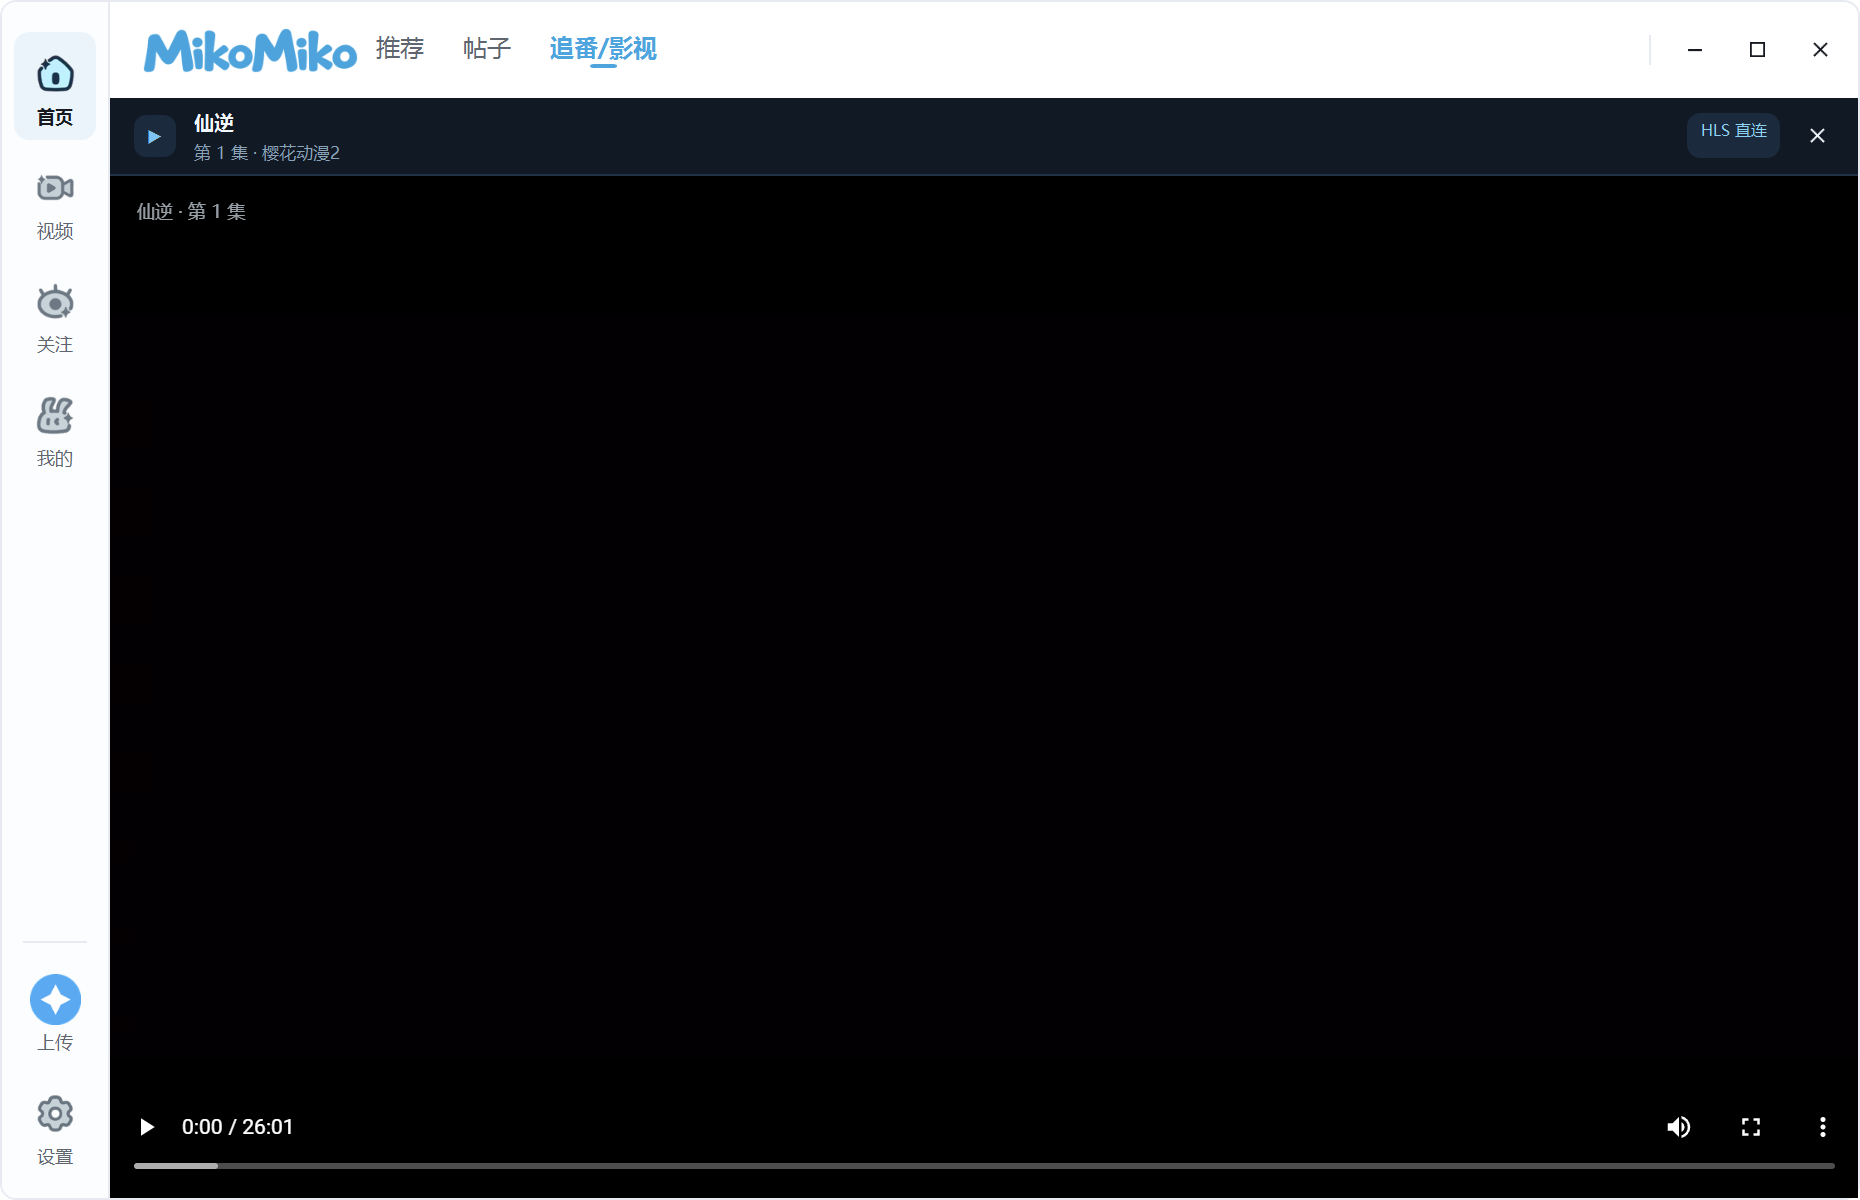 MikoMiko 推荐 帖子 追番/影视
首页
视频
关注
我的
上传
设置
仙逆
第 1 集 · 樱花动漫2
HLS 直连
仙逆 · 第 1 集
0:00 / 26:01